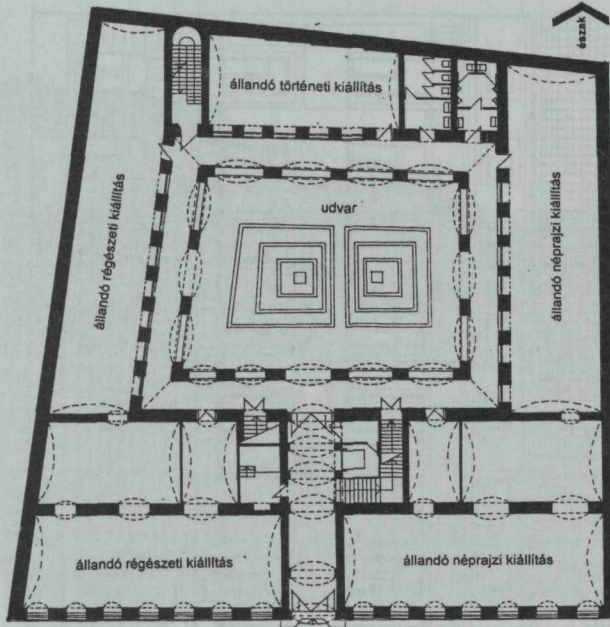 észak
állandó történeti kiállítás
állandó régészeti kiállítás
udvar
állandó néprajzi kiállítás
állandó régészeti kiállítás
állandó néprajzi kiállítás